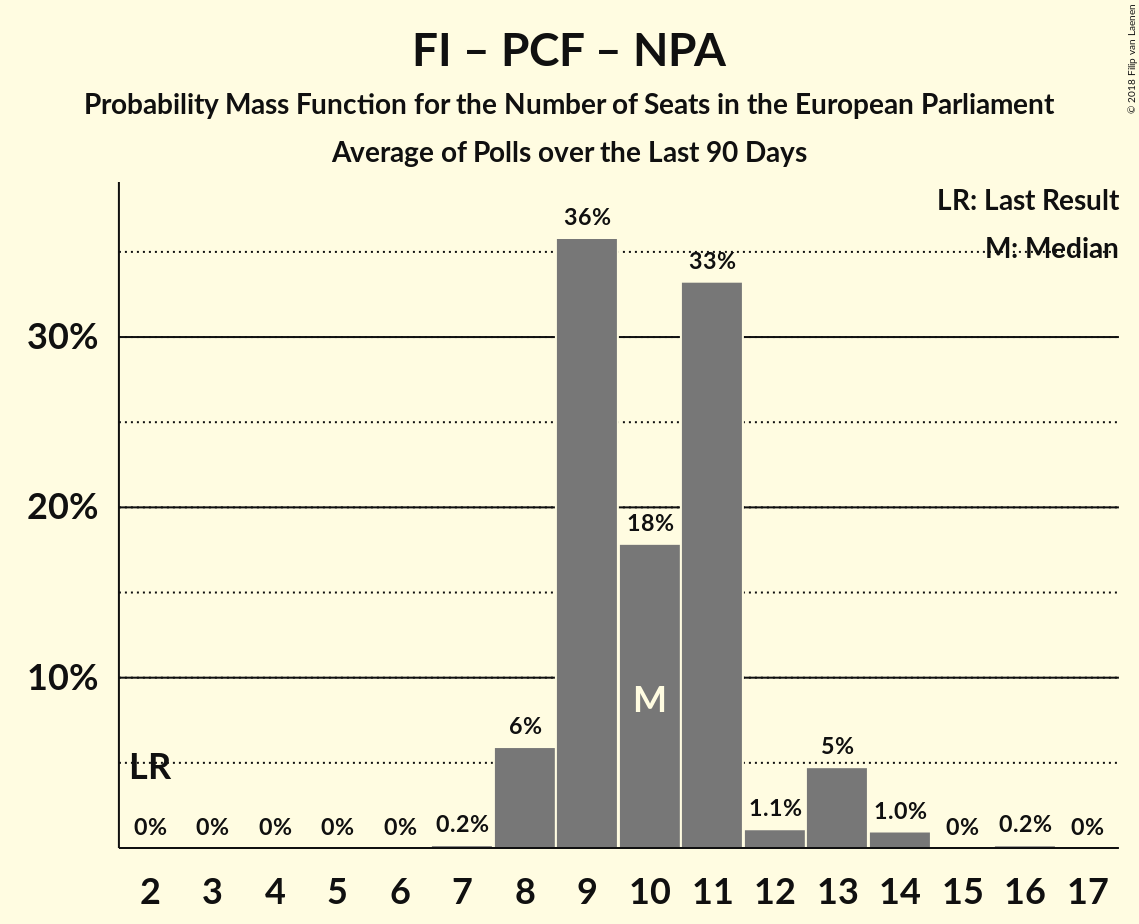 FI – PCF – NPA
Probability Mass Function for the Number of Seats in the European Parliament
Average of Polls over the Last 90 Days
© 2018 Filip van Laenen
LR: Last Result
M: Median
36%
33%
30%
20%
18%
10%
M
6%
5%
LR
0%
0%
0%
0%
0%
0.2%
1.1%
1.0%
0%
0.2%
0%
2 3 4 5 6 7 8 9 10 11 12 13 14 15 16 17